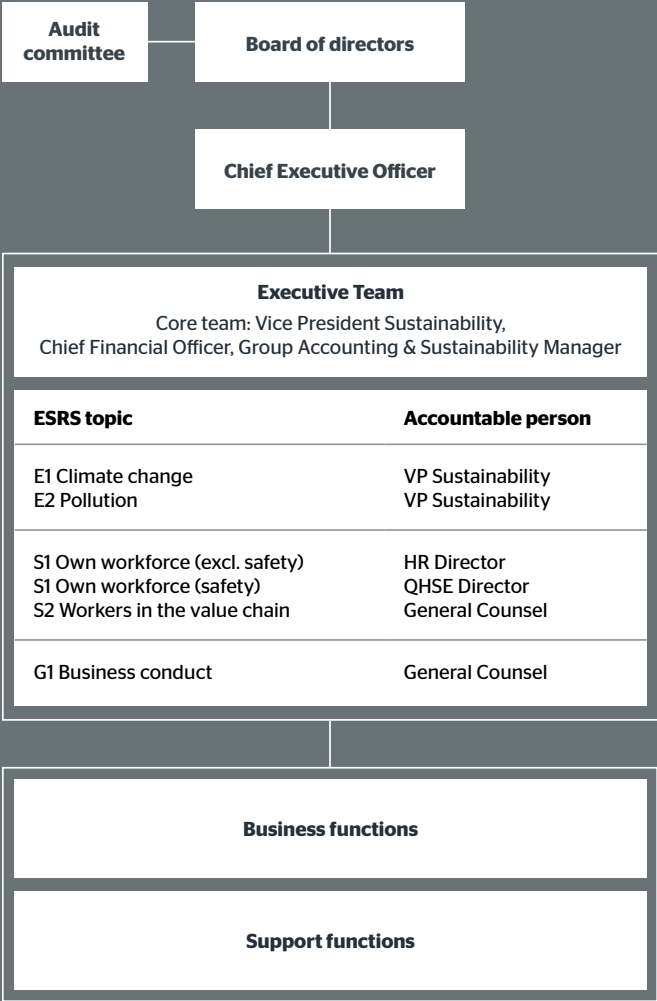 Audit
committee
Board of directors
Chief Executive Officer
Executive Team
Core team: Vice President Sustainability,
Chief Financial Officer, Group Accounting & Sustainability Manager
ESRS topic Accountable person
E1 Climate change VP Sustainability
E2 Pollution VP Sustainability
S1 Own workforce (excl. safety) HR Director
S1 Own workforce (safety) QHSE Director
S2 Workers in the value chain General Counsel
G1 Business conduct General Counsel
Business functions
Support functions